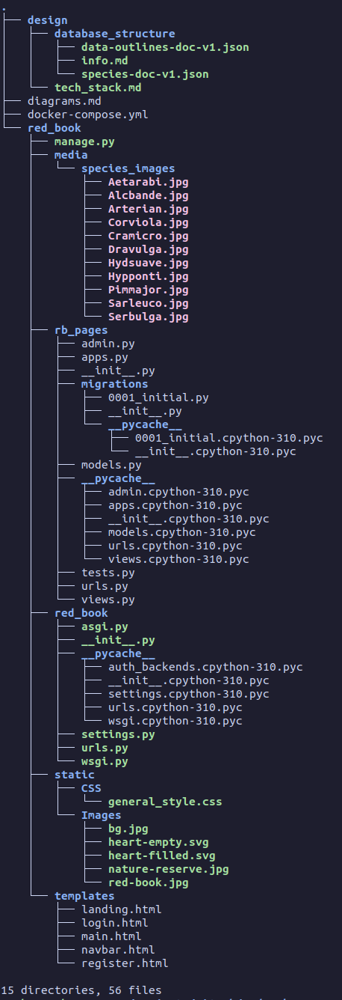 .
├── design
│   ├── database_structure
│   │   ├── data-outlines-doc-v1.json
│   │   ├── info.md
│   │   └── species-doc-v1.json
│   └── tech_stack.md
├── diagrams.md
├── docker-compose.yml
└── red_book
    ├── manage.py
    ├── media
    │   └── species_images
    │       ├── Aetarabi.jpg
    │       ├── Alcbande.jpg
    │       ├── Arterian.jpg
    │       ├── Corviola.jpg
    │       ├── Cramicro.jpg
    │       ├── Dravulga.jpg
    │       ├── Hydsuave.jpg
    │       ├── Hypponti.jpg
    │       ├── Pimmajor.jpg
    │       ├── Sarleuco.jpg
    │       └── Serbulga.jpg
    ├── rb_pages
    │   ├── admin.py
    │   ├── apps.py
    │   ├── __init__.py
    │   ├── migrations
    │   │   ├── 0001_initial.py
    │   │   ├── __init__.py
    │   │   └── __pycache__
    │   │       ├── 0001_initial.cpython-310.pyc
    │   │       └── __init__.cpython-310.pyc
    │   ├── models.py
    │   ├── __pycache__
    │   │   ├── admin.cpython-310.pyc
    │   │   ├── apps.cpython-310.pyc
    │   │   ├── __init__.cpython-310.pyc
    │   │   ├── models.cpython-310.pyc
    │   │   ├── urls.cpython-310.pyc
    │   │   └── views.cpython-310.pyc
    │   ├── tests.py
    │   ├── urls.py
    │   └── views.py
    ├── red_book
    │   ├── asgi.py
    │   ├── __init__.py
    │   ├── __pycache__
    │   │   ├── auth_backends.cpython-310.pyc
    │   │   ├── __init__.cpython-310.pyc
    │   │   ├── settings.cpython-310.pyc
    │   │   ├── urls.cpython-310.pyc
    │   │   └── wsgi.cpython-310.pyc
    │   ├── settings.py
    │   ├── urls.py
    │   └── wsgi.py
    ├── static
    │   ├── CSS
    │   │   └── general_style.css
    │   └── Images
    │       ├── bg.jpg
    │       ├── heart-empty.svg
    │       ├── heart-filled.svg
    │       ├── nature-reserve.jpg
    │       └── red-book.jpg
    └── templates
        ├── landing.html
        ├── login.html
        ├── main.html
        ├── navbar.html
        └── register.html
15 directories, 56 files